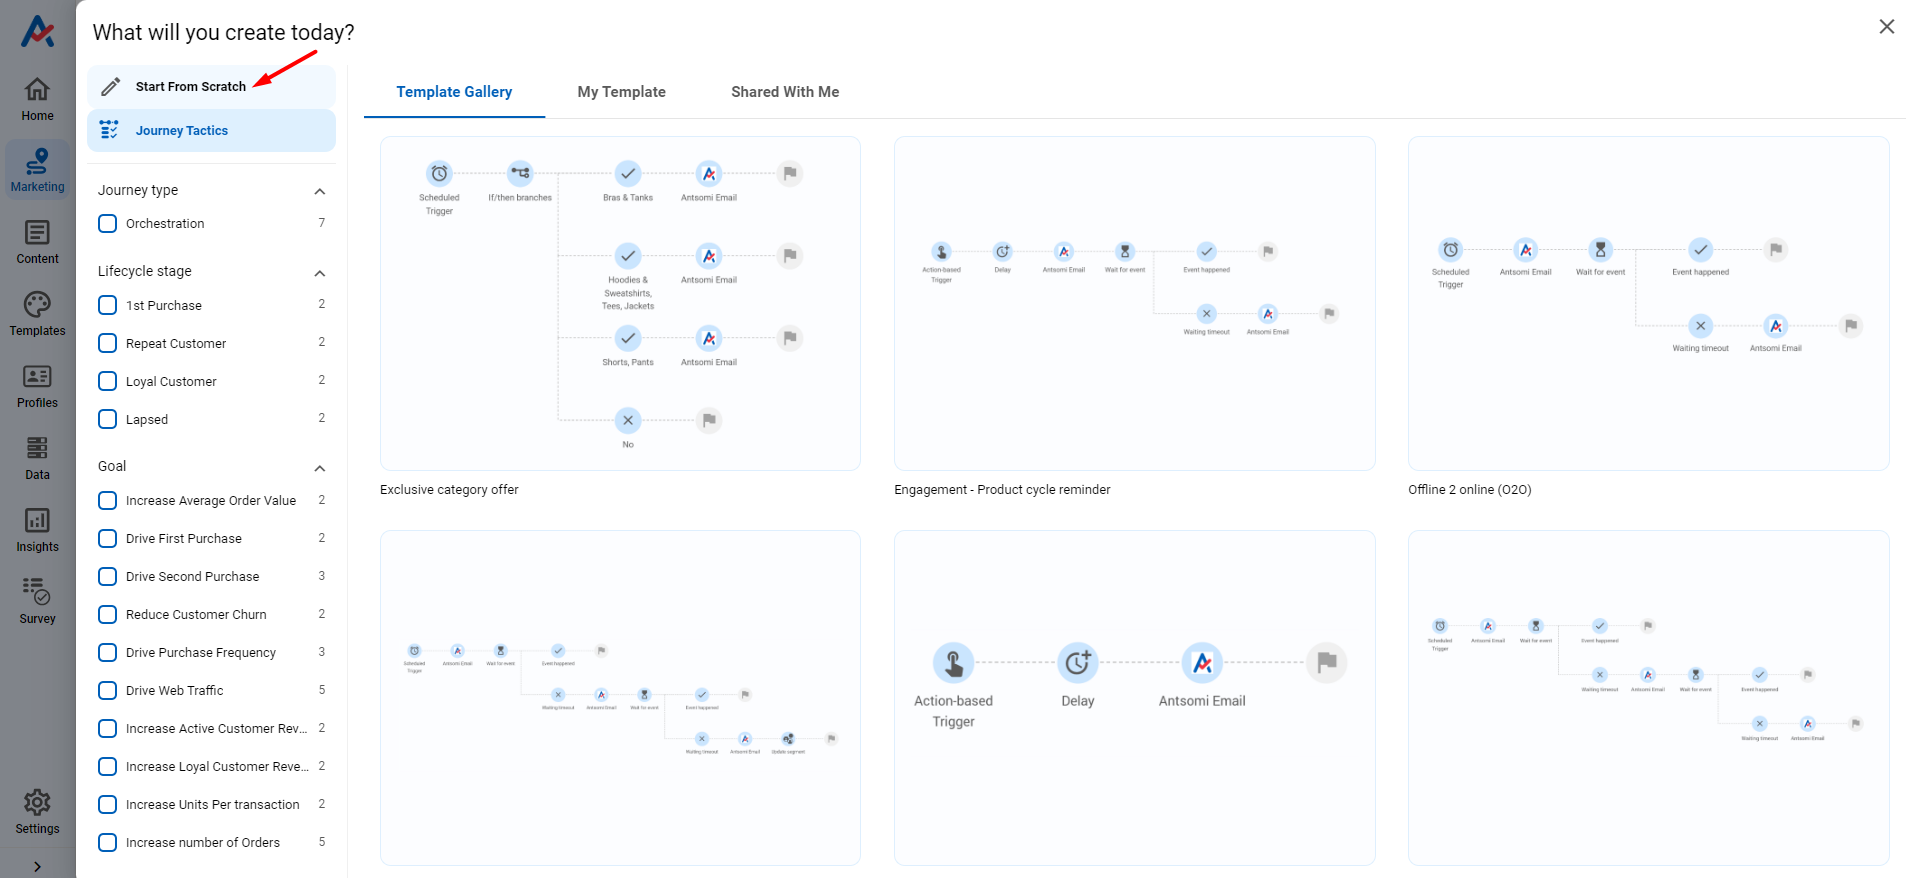 What will you create today?
Start From Scratch
Journey Tactics
Home
Marketing
Content
Templates
Profiles
Data
Insights
Survey
Settings
Journey type
Orchestration 7
Lifecycle stage
1st Purchase 2
Repeat Customer 2
Loyal Customer 2
Lapsed 2
Goal
Increase Average Order Value 2
Drive First Purchase 2
Drive Second Purchase 3
Reduce Customer Churn 2
Drive Purchase Frequency 3
Drive Web Traffic 5
Increase Active Customer Rev... 2
Increase Loyal Customer Reve... 2
Increase Units Per transaction 2
Increase number of Orders 5
Template Gallery My Template Shared With Me
Scheduled
Trigger
If/then branches
Bras & Tanks
Antsomi Email
Hoodies &
Sweatshirts,
Tees, Jackets
Antsomi Email
Shorts, Pants
Antsomi Email
No
Exclusive category offer
Action-based
Trigger
Delay
Antsomi Email
Wait for event
Event happened
Waiting timeout
Antsomi Email
Engagement - Product cycle reminder
Scheduled
Trigger
Antsomi Email
Wait for event
Event happened
Waiting timeout
Antsomi Email
Offline 2 online (O2O)
Scheduled
Trigger
Antsomi Email
Wait for event
Event happened
Waiting timeout
Antsomi Email
Wait for event
Event happened
Waiting timeout
Antsomi Email
Update segment
Action-based
Trigger
Delay
Antsomi Email
Scheduled
Trigger
Antsomi Email
Wait for event
Event happened
Waiting timeout
Antsomi Email
Wait for event
Event happened
Waiting timeout
Antsomi Email